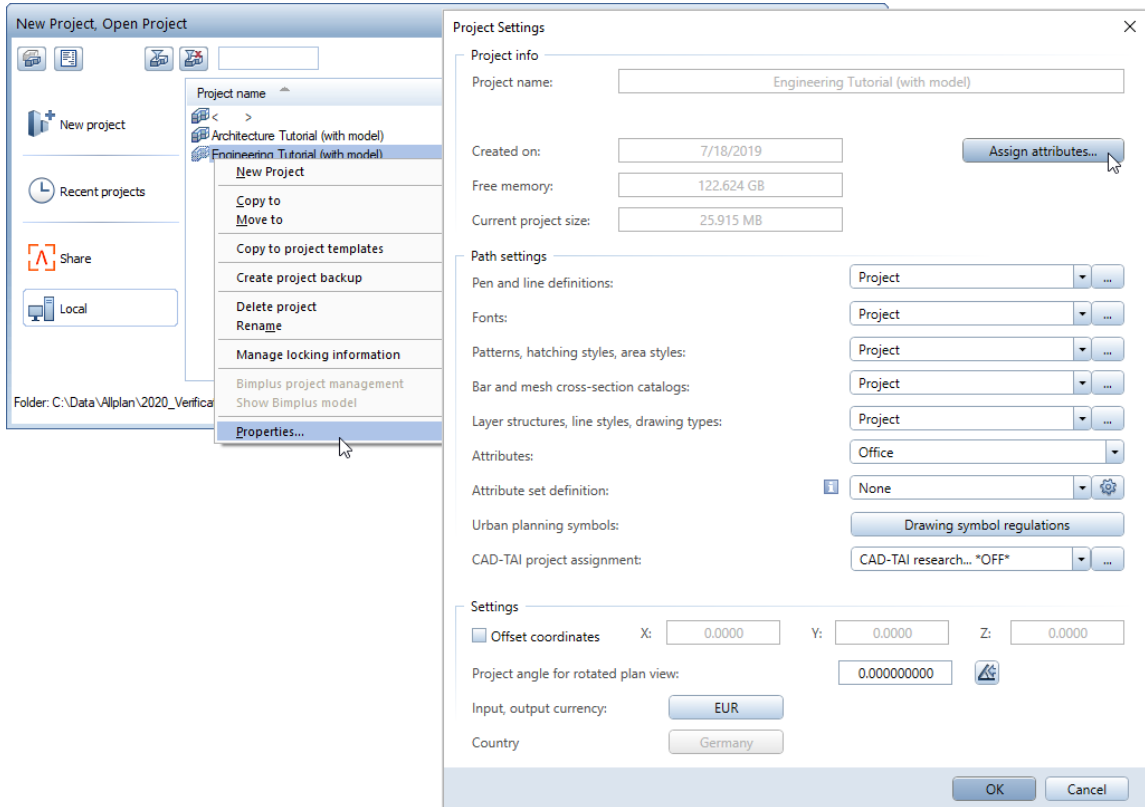 New Project, Open Project
New project
Recent projects
Share
Local
Project name
< >
Architecture Tutorial (with model)
Engineering Tutorial (with model)
New Project
Copy to
Move to
Copy to project templates
Create project backup
Delete project
Rename
Manage locking information
Bimplus project management
Show Bimplus model
Properties...
Folder: C:\Data\Allplan\2020_Verifica
Project Settings
Project info
Project name: Engineering Tutorial (with model)
Created on: 7/18/2019 Assign attributes...
Free memory: 122.624 GB
Current project size: 25.915 MB
Path settings
Pen and line definitions: Project ...
Fonts: Project ...
Patterns, hatching styles, area styles: Project ...
Bar and mesh cross-section catalogs: Project ...
Layer structures, line styles, drawing types: Project ...
Attributes: Office
Attribute set definition: None
Urban planning symbols: Drawing symbol regulations
CAD-TAI project assignment: CAD-TAI research... *OFF* ...
Settings
Offset coordinates X: 0.0000 Y: 0.0000 Z: 0.0000
Project angle for rotated plan view: 0.000000000
Input, output currency: EUR
Country Germany
OK Cancel